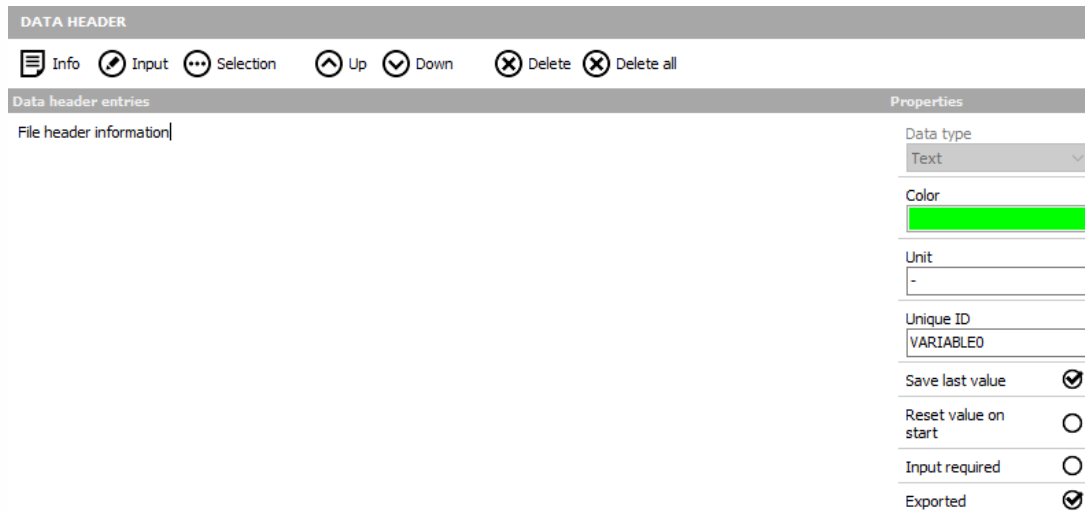 DATA HEADER
Info Input Selection Up Down Delete Delete all
Data header entries Properties
File header information
Data type
Text
Color
Unit
-
Unique ID
VARIABLE0
Save last value
Reset value on
start
Input required
Exported